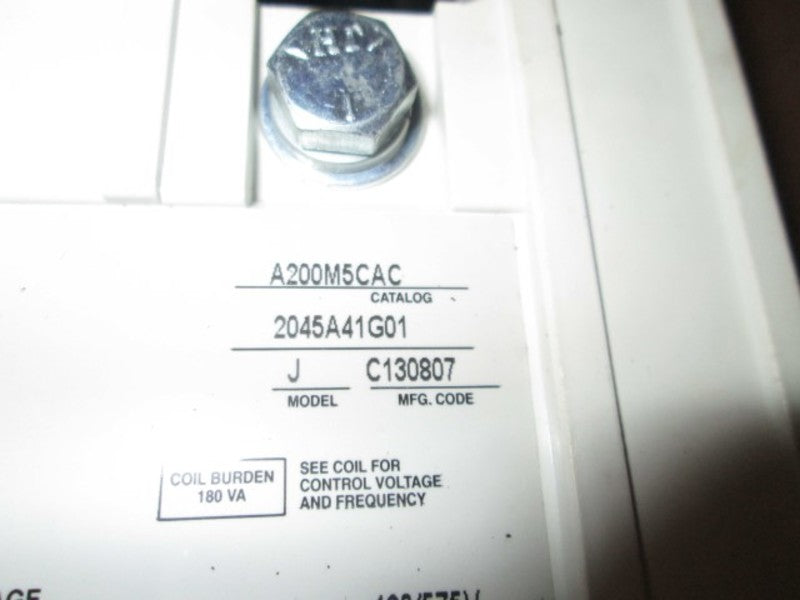 A200M5CAC
CATALOG
2045A41G01
J C130807
MODEL MFG. CODE
COIL BURDEN
180 VA
SEE COIL FOR
CONTROL VOLTAGE
AND FREQUENCY